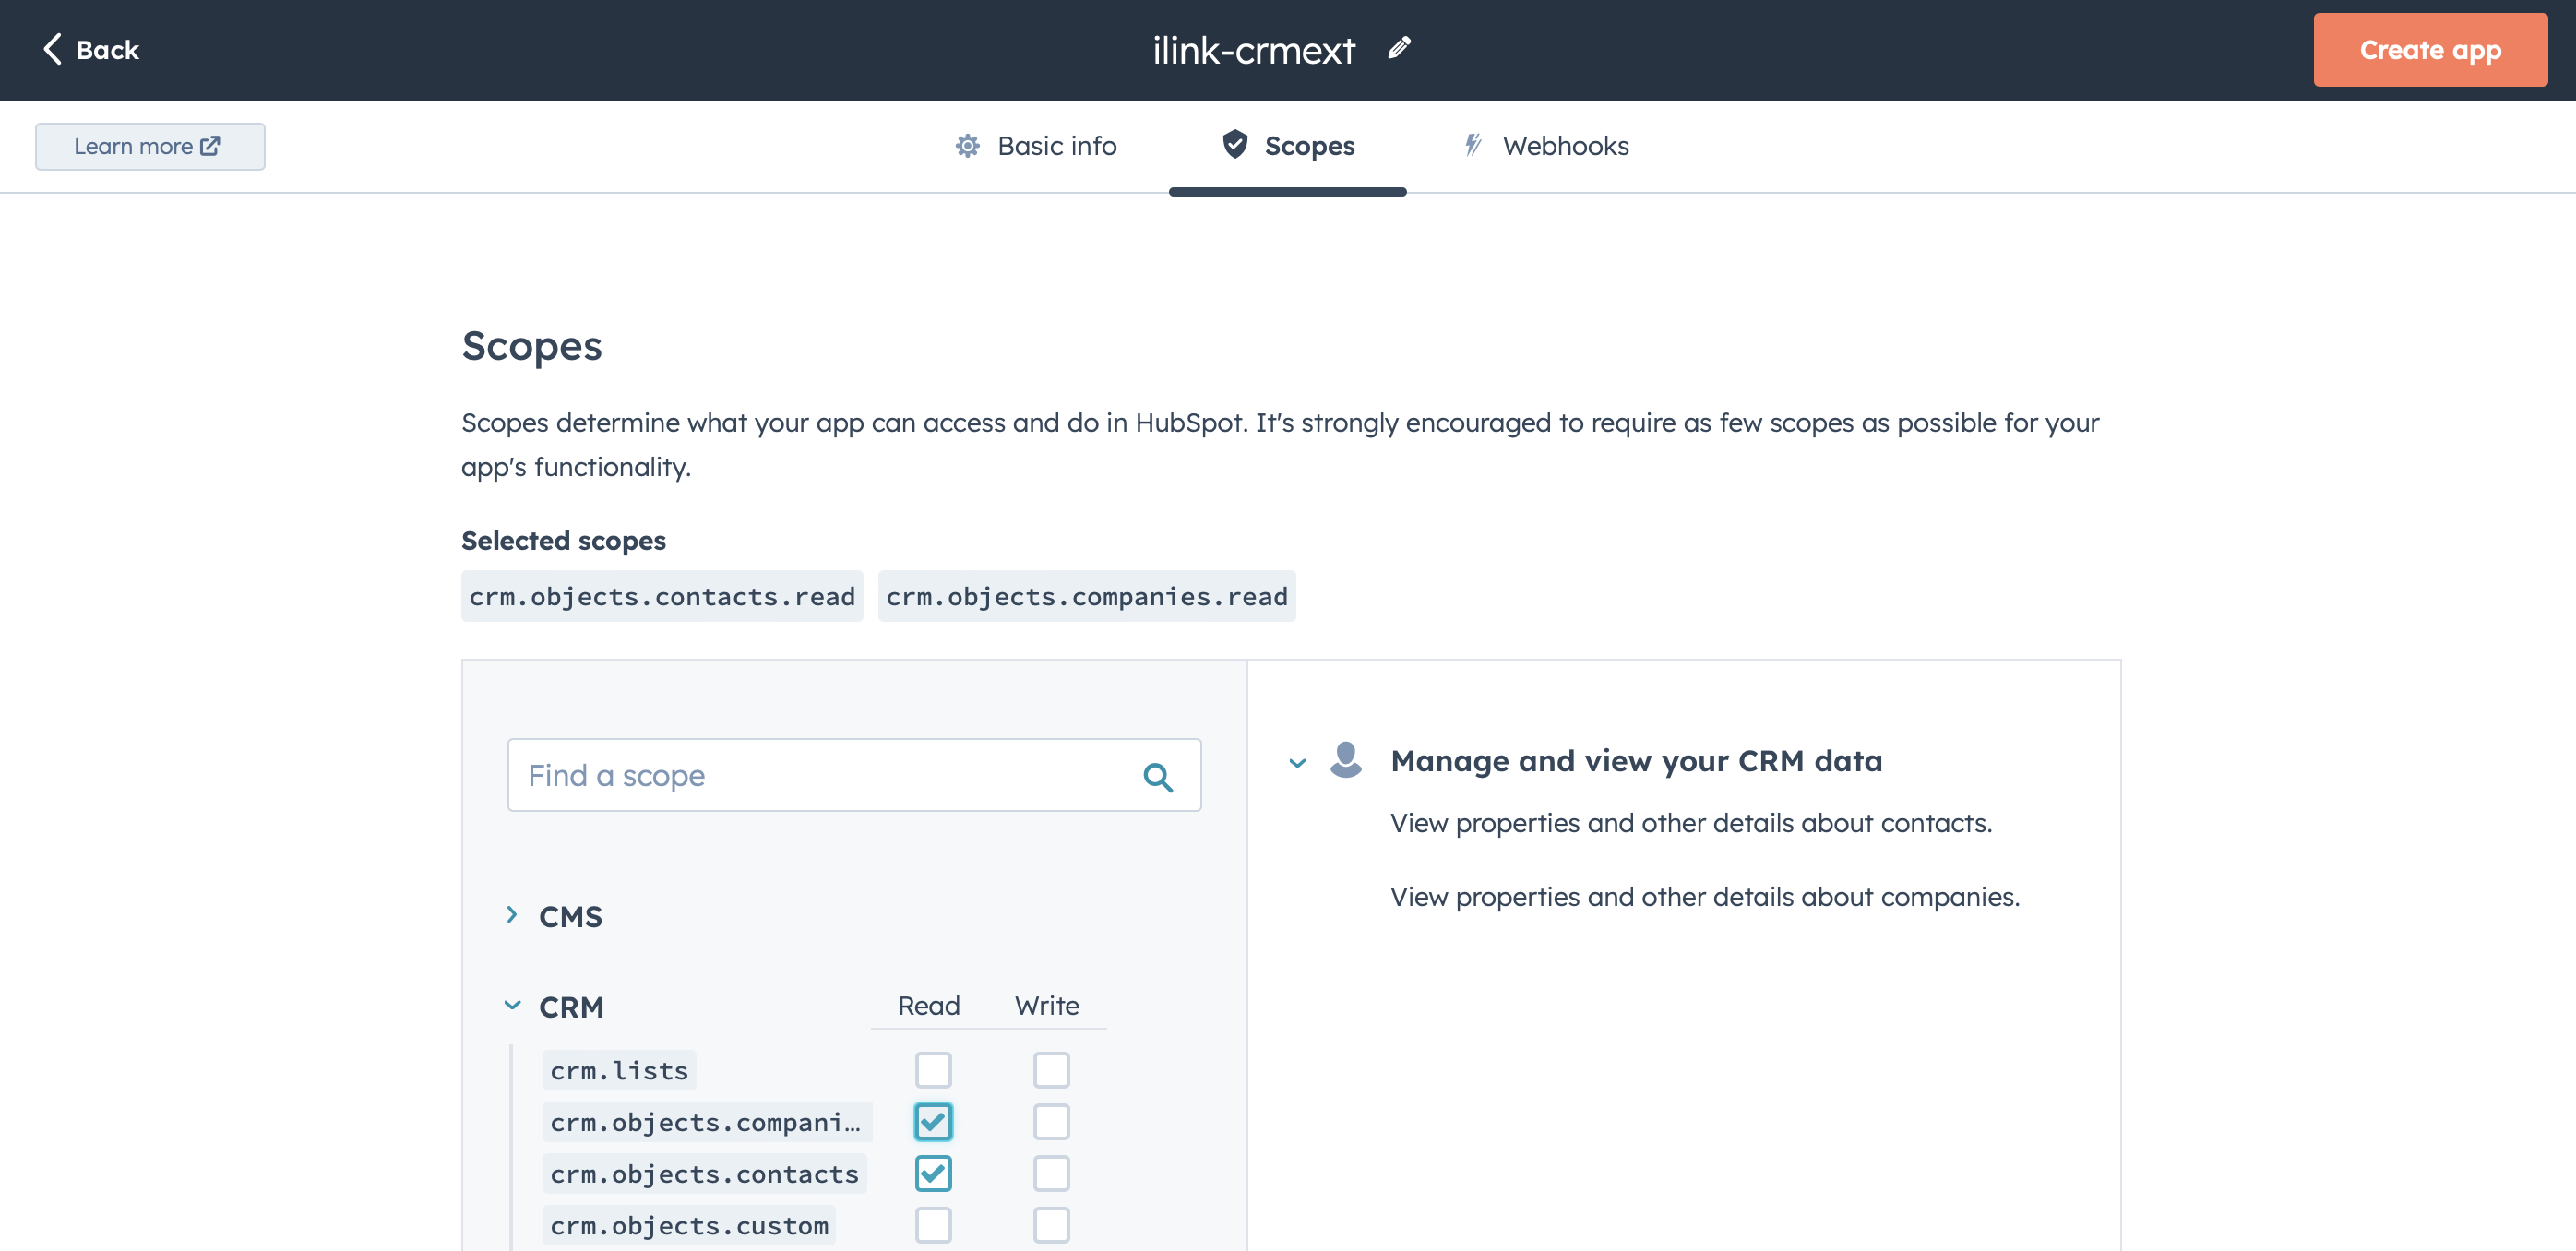 Back
ilink-crmext
Create app
Learn more
Basic info
Scopes
Webhooks
Scopes
Scopes determine what your app can access and do in HubSpot. It's strongly encouraged to require as few scopes as possible for your
app's functionality.
Selected scopes
crm.objects.contacts.read crm.objects.companies.read
Find a scope
CMS
CRM Read Write
crm.lists
crm.objects.compani...
crm.objects.contacts
crm.objects.custom
Manage and view your CRM data
View properties and other details about contacts.
View properties and other details about companies.